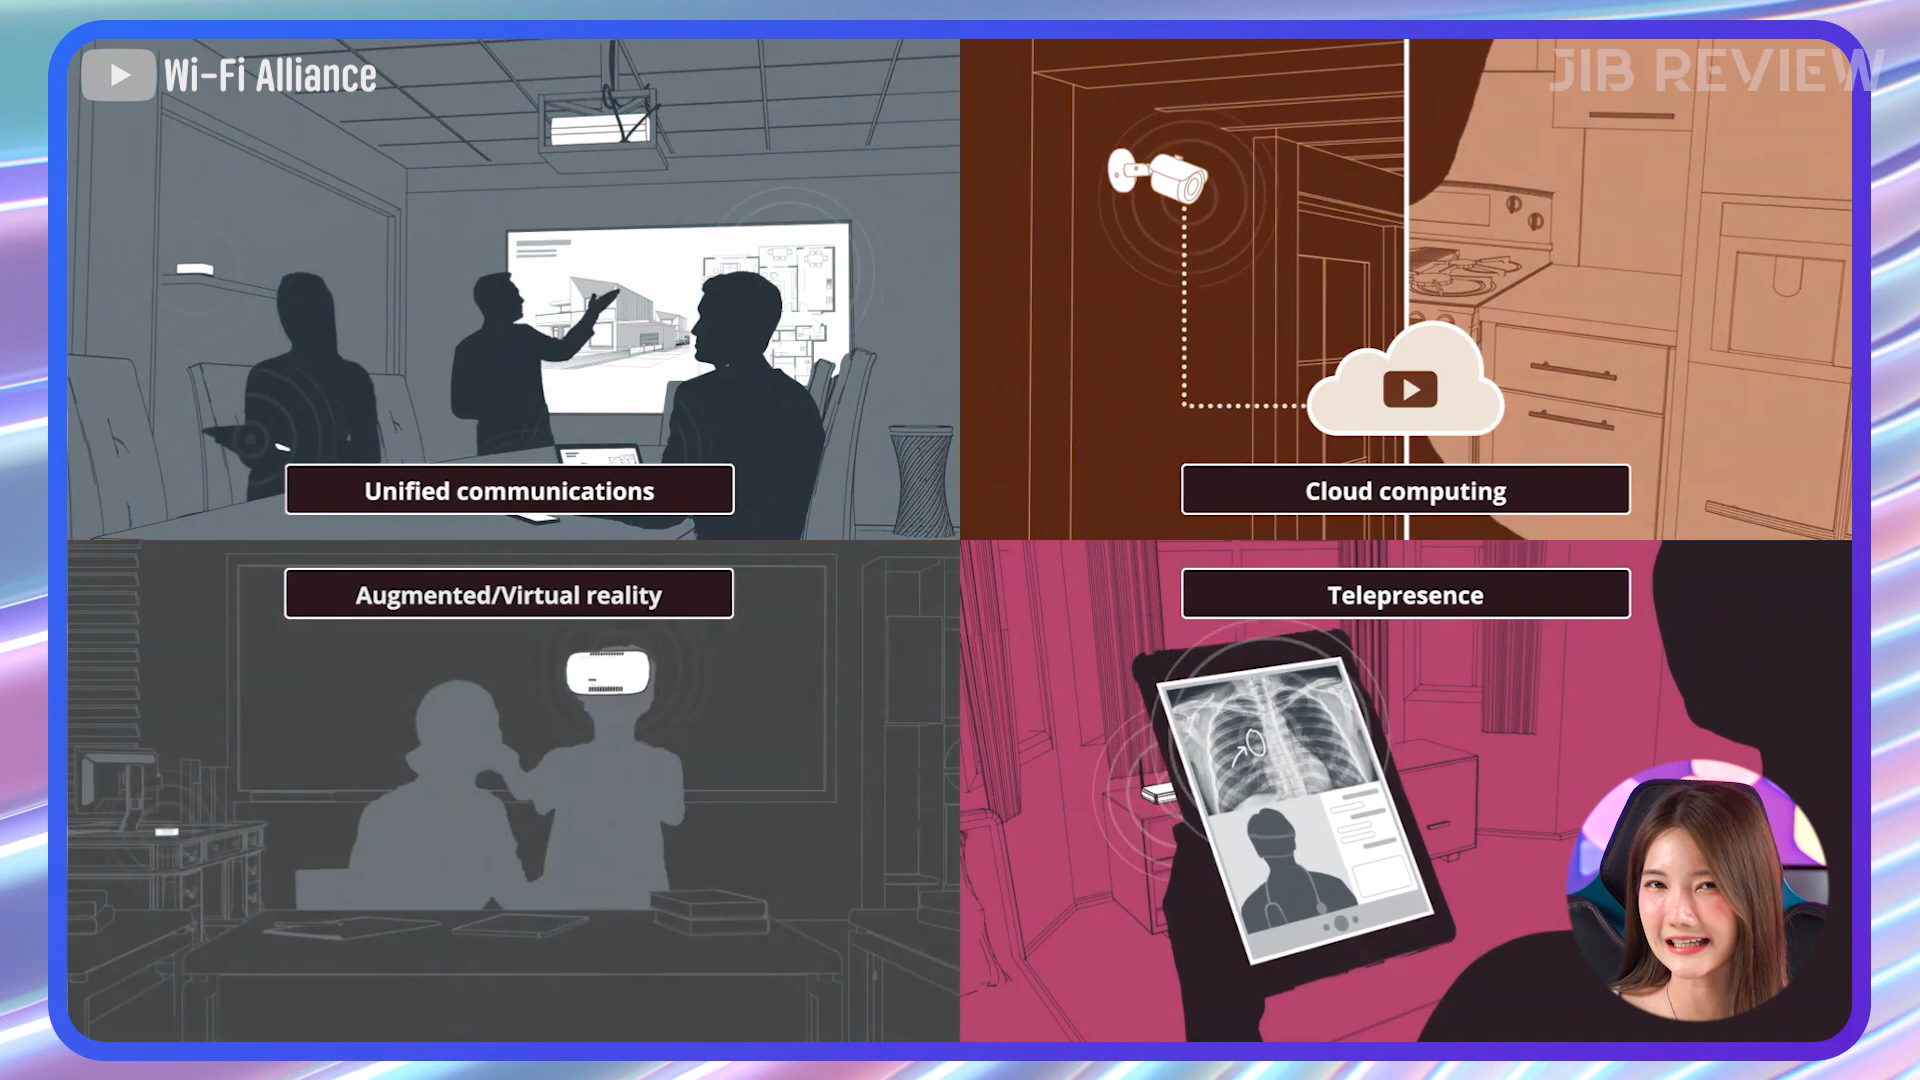 Wi-Fi Alliance
JIB REVIEW
Unified communications
Cloud computing
Augmented/Virtual reality
Telepresence